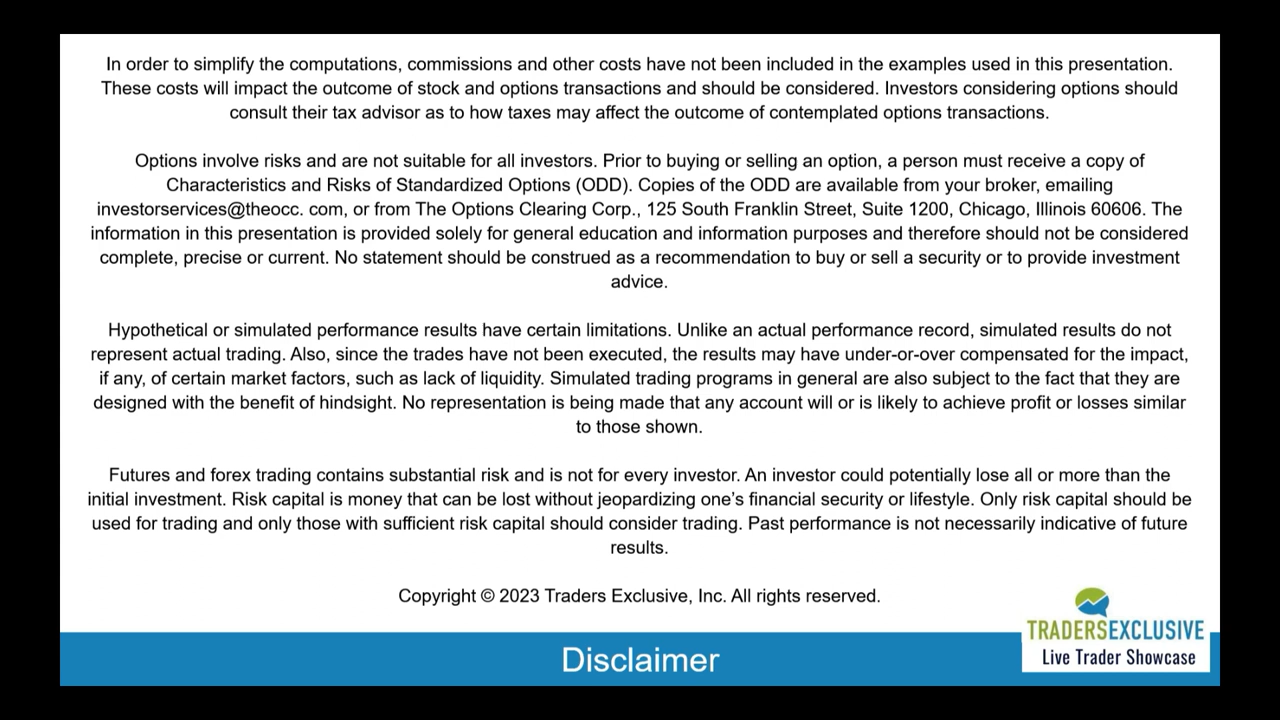 In order to simplify the computations, commissions and other costs have not been included in the examples used in this presentation.
These costs will impact the outcome of stock and options transactions and should be considered. Investors considering options should
consult their tax advisor as to how taxes may affect the outcome of contemplated options transactions.
Options involve risks and are not suitable for all investors. Prior to buying or selling an option, a person must receive a copy of
Characteristics and Risks of Standardized Options (ODD). Copies of the ODD are available from your broker, emailing
investorservices@theocc. com, or from The Options Clearing Corp., 125 South Franklin Street, Suite 1200, Chicago, Illinois 60606. The
information in this presentation is provided solely for general education and information purposes and therefore should not be considered
complete, precise or current. No statement should be construed as a recommendation to buy or sell a security or to provide investment
advice.
Hypothetical or simulated performance results have certain limitations. Unlike an actual performance record, simulated results do not
represent actual trading. Also, since the trades have not been executed, the results may have under-or-over compensated for the impact,
if any, of certain market factors, such as lack of liquidity. Simulated trading programs in general are also subject to the fact that they are
designed with the benefit of hindsight. No representation is being made that any account will or is likely to achieve profit or losses similar
to those shown.
Futures and forex trading contains substantial risk and is not for every investor. An investor could potentially lose all or more than the
initial investment. Risk capital is money that can be lost without jeopardizing one’s financial security or lifestyle. Only risk capital should be
used for trading and only those with sufficient risk capital should consider trading. Past performance is not necessarily indicative of future
results.
Copyright © 2023 Traders Exclusive, Inc. All rights reserved.
Disclaimer
TRADERSEXCLUSIVE
Live Trader Showcase